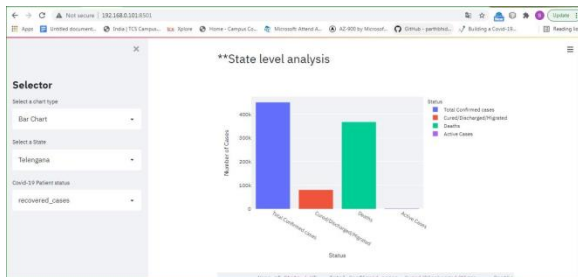 Not secure | 192.168.0.101:8501
Update
Apps
Untitled document...
India | TCS Campus...
Xplore
Home - Campus Co...
Microsoft Attend A...
AZ-900 by Microsof...
GitHub - parthbhd...
Building a Covid-19...
Reading list
Selector
Select a chart type
Bar Chart
Select a State
Telengana
Covid-19 Patient status
recovered_cases
**State level analysis
Number of Cases
400k
300k
200k
100k
0
Total Confirmed cases
Cured/Discharged/Migrated
Deaths
Active Cases
Status
Status
Total Confirmed cases
Cured/Discharged/Migrated
Deaths
Active Cases